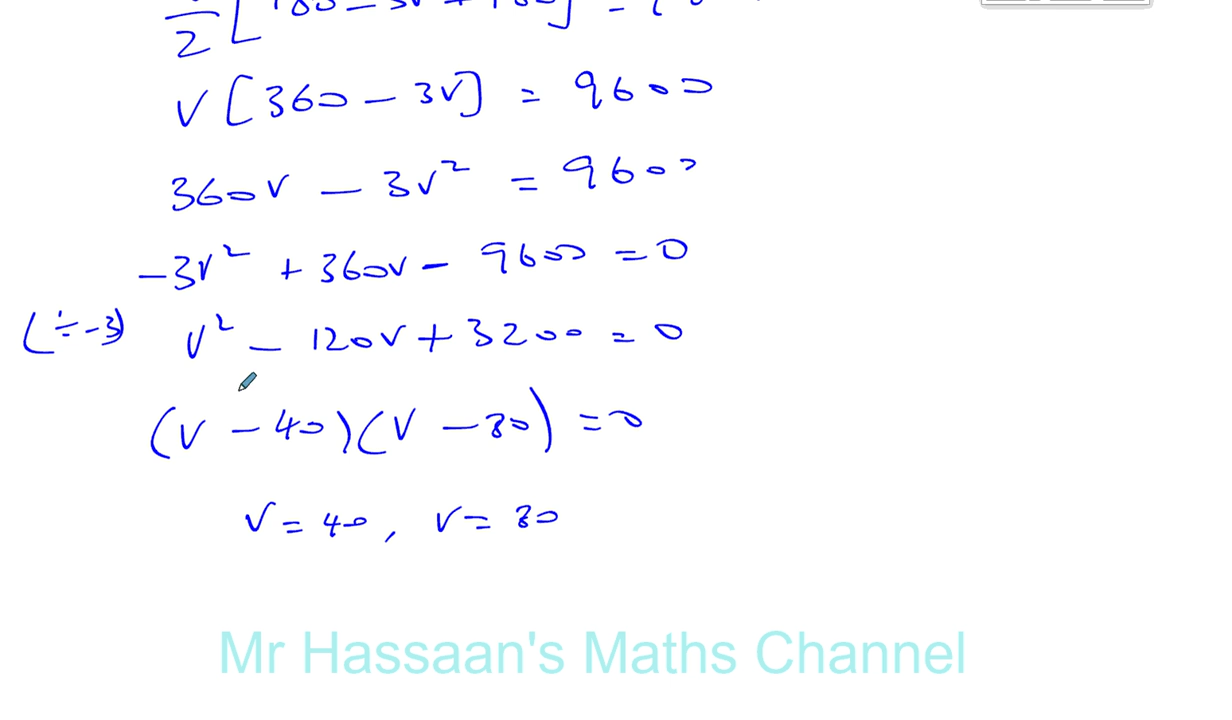 V [360 - 3V] = 9600
360V - 3V² = 9600
-3V² + 360V - 9600 = 0
(÷-3) V² - 120V + 3200 = 0
(V - 40)(V - 80) = 0
V = 40, V = 80
Mr Hassaan's Maths Channel